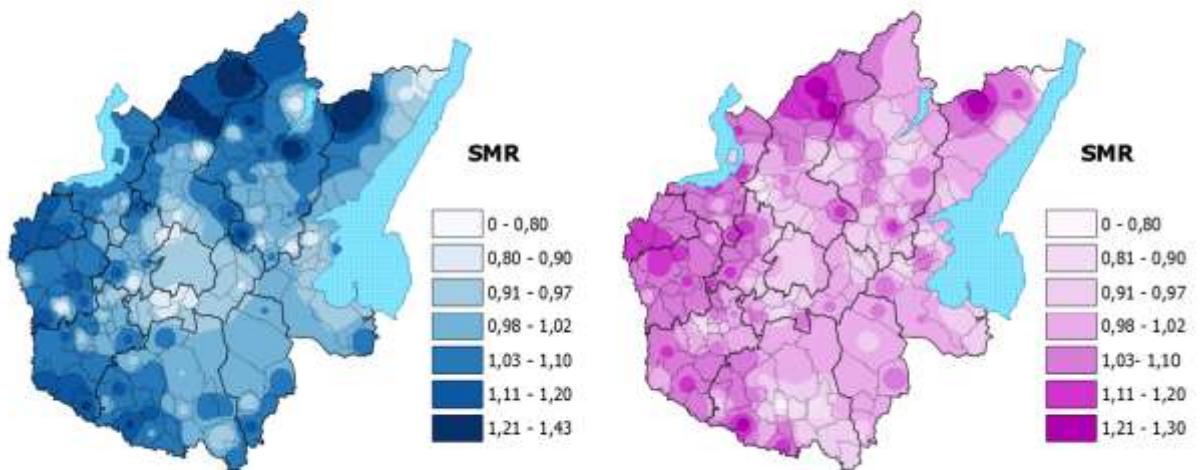 SMR
0 - 0,80
0,80 - 0,90
0,91 - 0,97
0,98 - 1,02
1,03 - 1,10
1,11 - 1,20
1,21 - 1,43
SMR
0 - 0,80
0,81 - 0,90
0,91 - 0,97
0,98 - 1,02
1,03- 1,10
1,11 - 1,20
1,21 - 1,30